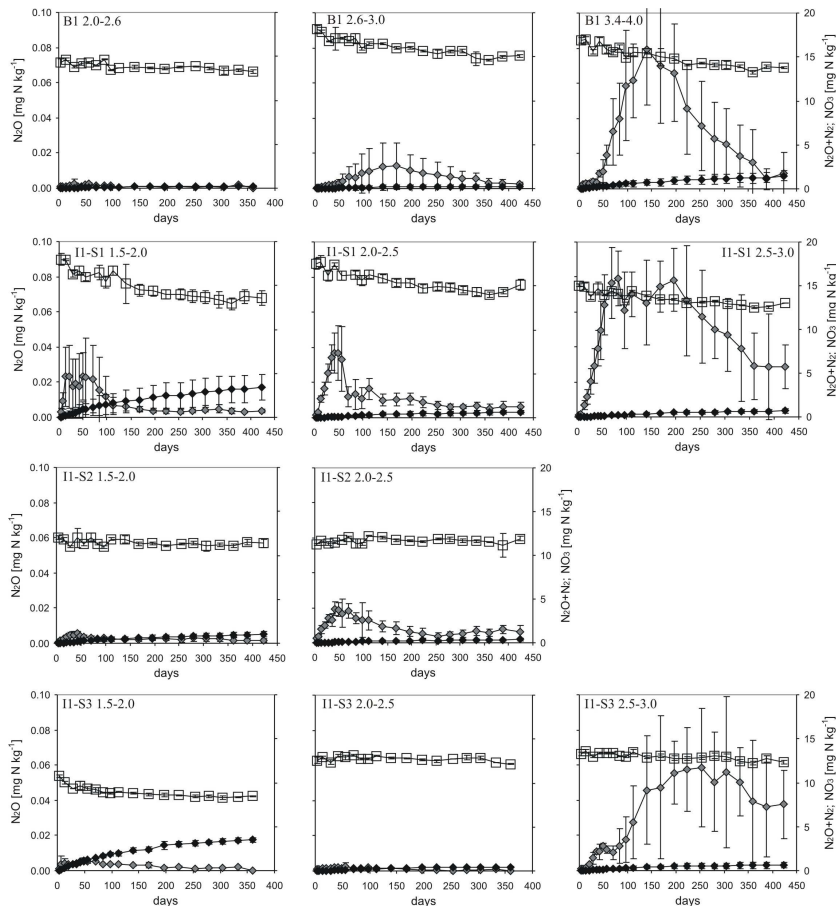 B1 2.0-2.6
B1 2.6-3.0
B1 3.4-4.0
N2O [mg N kg-1]
0.10
0.08
0.06
0.04
0.02
0.00
20
15
10
5
0
N2O+N2; NO3 [mg N kg-1]
0 50 100 150 200 250 300 350 400 450
0 50 100 150 200 250 300 350 400 450
0 50 100 150 200 250 300 350 400 450
days
days
days
I1-S1 1.5-2.0
I1-S1 2.0-2.5
I1-S1 2.5-3.0
N2O [mg N kg-1]
0.10
0.08
0.06
0.04
0.02
0.00
20
15
10
5
0
N2O+N2; NO3 [mg N kg-1]
0 50 100 150 200 250 300 350 400 450
0 50 100 150 200 250 300 350 400 450
0 50 100 150 200 250 300 350 400 450
days
days
days
I1-S2 1.5-2.0
I1-S2 2.0-2.5
N2O [mg N kg-1]
0.10
0.08
0.06
0.04
0.02
0.00
20
15
10
5
0
N2O+N2; NO3 [mg N kg-1]
0 50 100 150 200 250 300 350 400 450
0 50 100 150 200 250 300 350 400 450
days
days
I1-S3 1.5-2.0
I1-S3 2.0-2.5
I1-S3 2.5-3.0
N2O [mg N kg-1]
0.10
0.08
0.06
0.04
0.02
0.00
20
15
10
5
0
N2O+N2; NO3 [mg N kg-1]
0 50 100 150 200 250 300 350 400 450
0 50 100 150 200 250 300 350 400 450
0 50 100 150 200 250 300 350 400 450
days
days
days